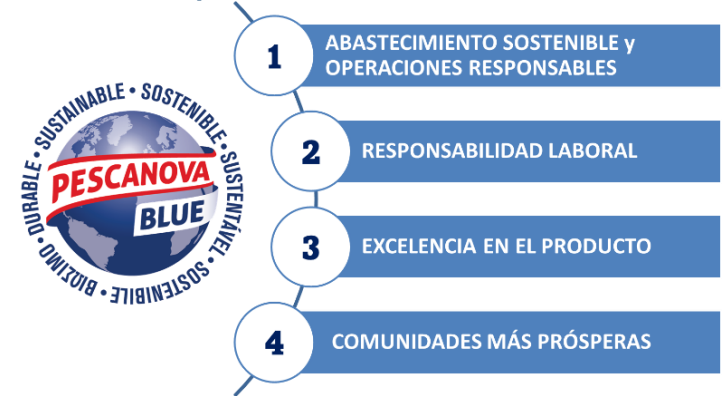 1
ABASTECIMIENTO SOSTENIBLE y
OPERACIONES RESPONSABLES
2
RESPONSABILIDAD LABORAL
3
EXCELENCIA EN EL PRODUCTO
4
COMUNIDADES MÁS PRÓSPERAS
DURABLE • SUSTAINABLE • SOSTENIBLE • SUSTENTÁVEL • SOSTENIBILE • ΒΙΏΣΙΜΟ •
PESCANOVA
BLUE